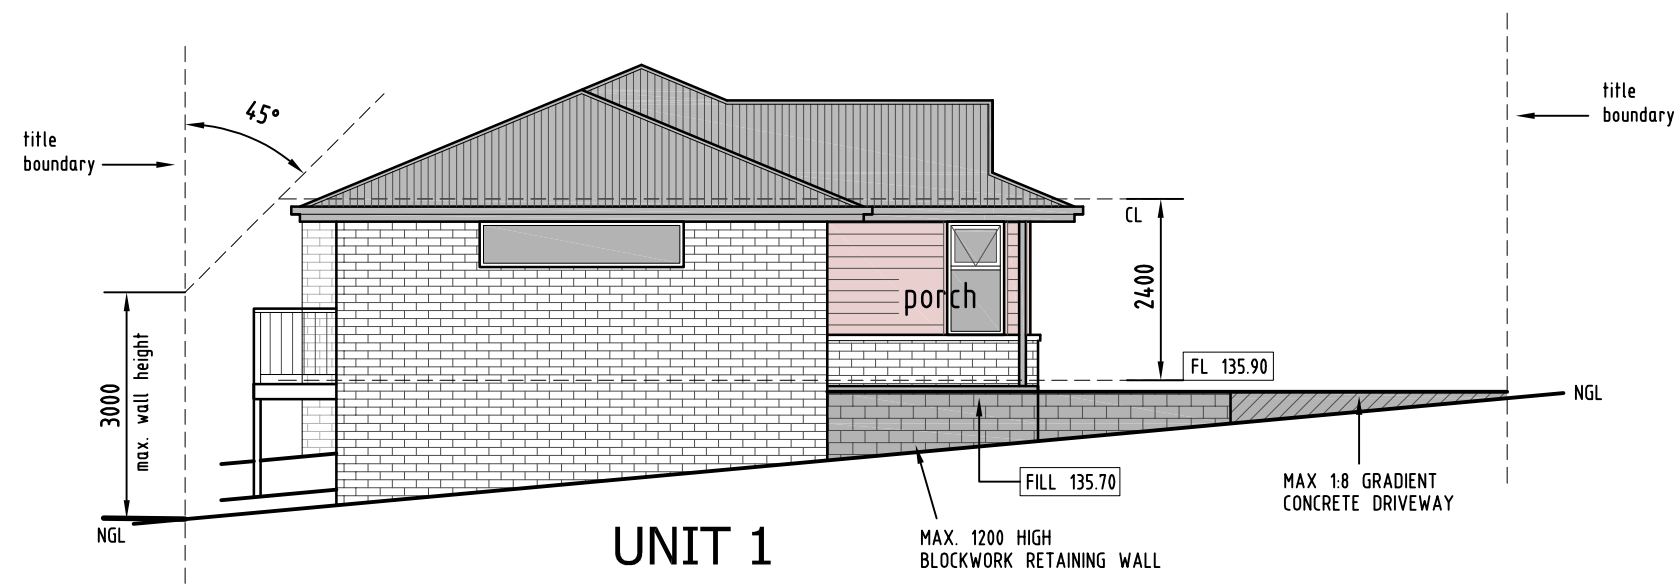 45°
title
boundary
title
boundary
CL
2400
porch
FL 135.90
3000
max. wall height
NGL
FILL 135.70
MAX 1:8 GRADIENT
CONCRETE DRIVEWAY
NGL
UNIT 1
MAX. 1200 HIGH
BLOCKWORK RETAINING WALL